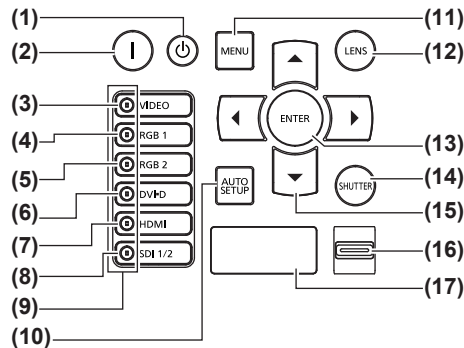 (1)
(2)
(3) VIDEO
(4) RGB 1
(5) RGB 2
(6) DVI-D
(7) HDMI
(8) SDI 1/2
(9)
(10)
MENU
LENS
ENTER
AUTO
SETUP
SHUTTER
(11)
(12)
(13)
(14)
(15)
(16)
(17)